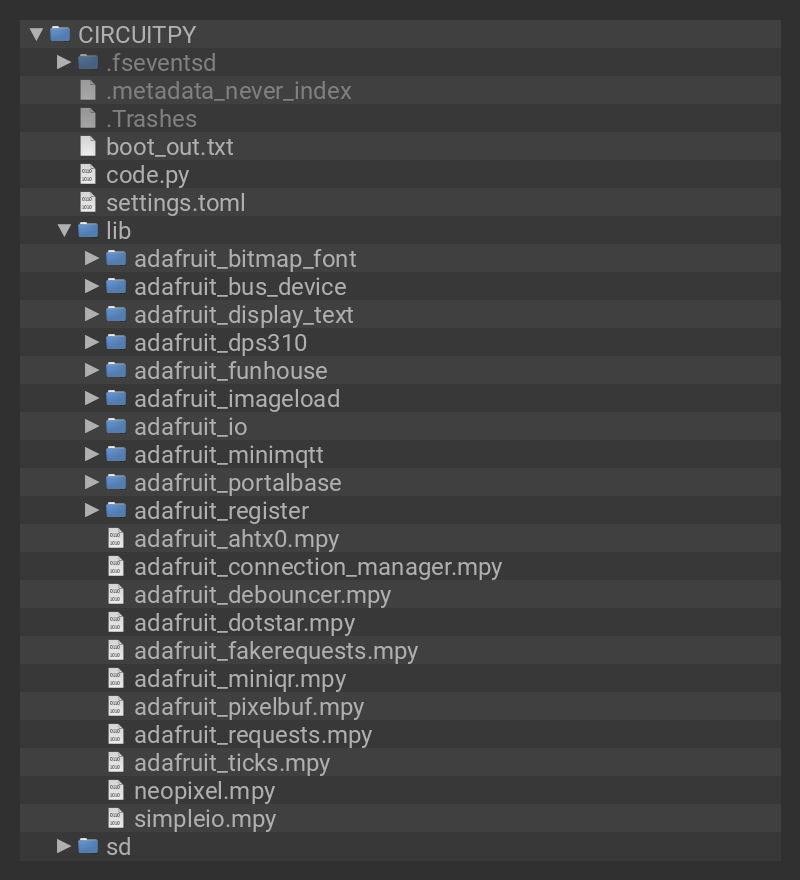 CIRCUITPY
.fseventsd
.metadata_never_index
.Trashes
boot_out.txt
code.py
settings.toml
lib
adafruit_bitmap_font
adafruit_bus_device
adafruit_display_text
adafruit_dps310
adafruit_funhouse
adafruit_imageload
adafruit_io
adafruit_minimqtt
adafruit_portalbase
adafruit_register
adafruit_ahtx0.mpy
adafruit_connection_manager.mpy
adafruit_debouncer.mpy
adafruit_dotstar.mpy
adafruit_fakerequests.mpy
adafruit_miniqr.mpy
adafruit_pixelbuf.mpy
adafruit_requests.mpy
adafruit_ticks.mpy
neopixel.mpy
simpleio.mpy
sd